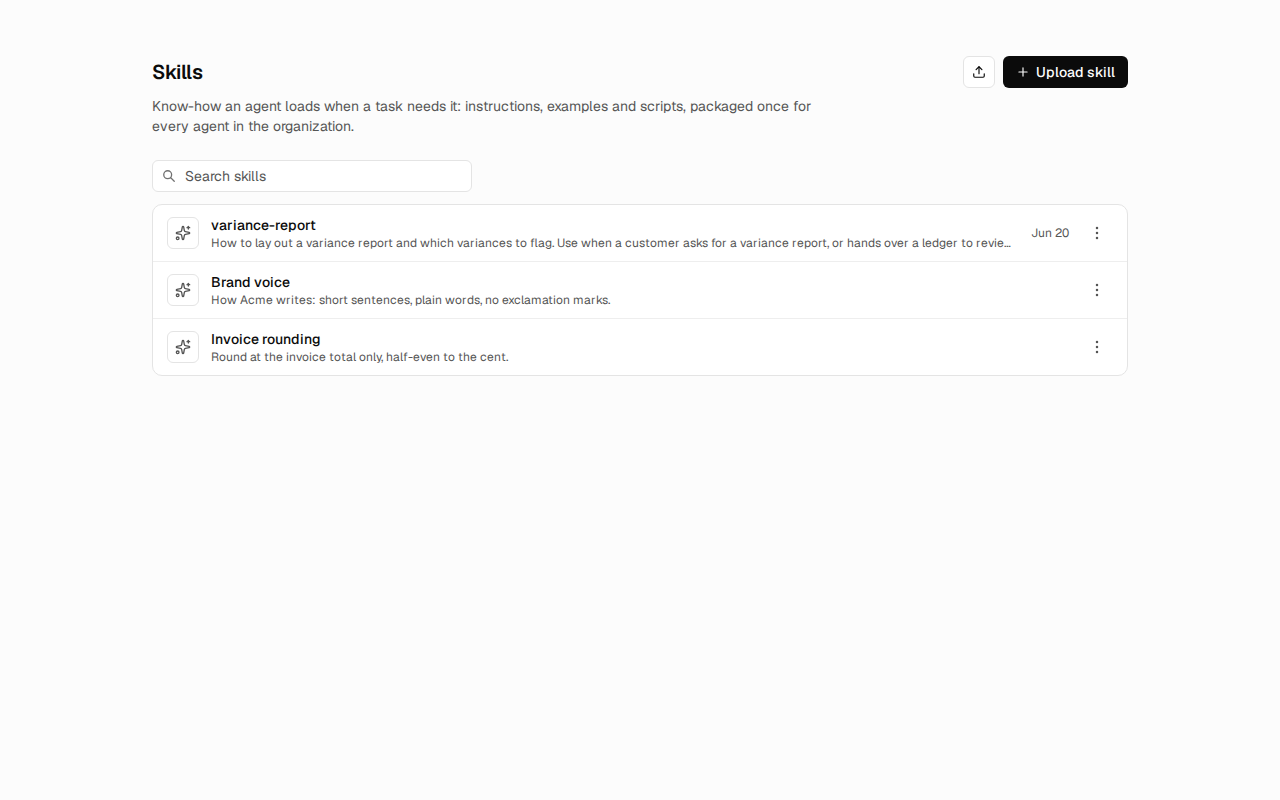 Skills
Upload skill
Know-how an agent loads when a task needs it: instructions, examples and scripts, packaged once for
every agent in the organization.
Search skills
variance-report
How to lay out a variance report and which variances to flag. Use when a customer asks for a variance report, or hands over a ledger to revie…
Jun 20
Brand voice
How Acme writes: short sentences, plain words, no exclamation marks.
Invoice rounding
Round at the invoice total only, half-even to the cent.